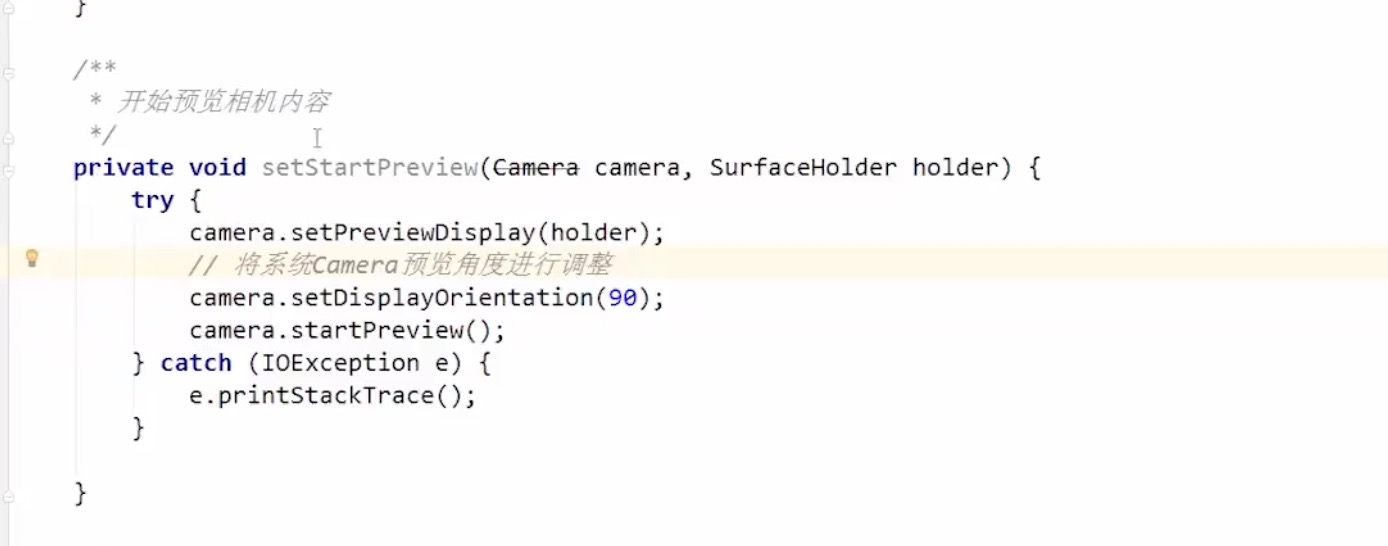 }
/**
* 开始预览相机内容
*/
private void setStartPreview(Camera camera, SurfaceHolder holder) {
try {
camera.setPreviewDisplay(holder);
// 将系统Camera预览角度进行调整
camera.setDisplayOrientation(90);
camera.startPreview();
} catch (IOException e) {
e.printStackTrace();
}
}